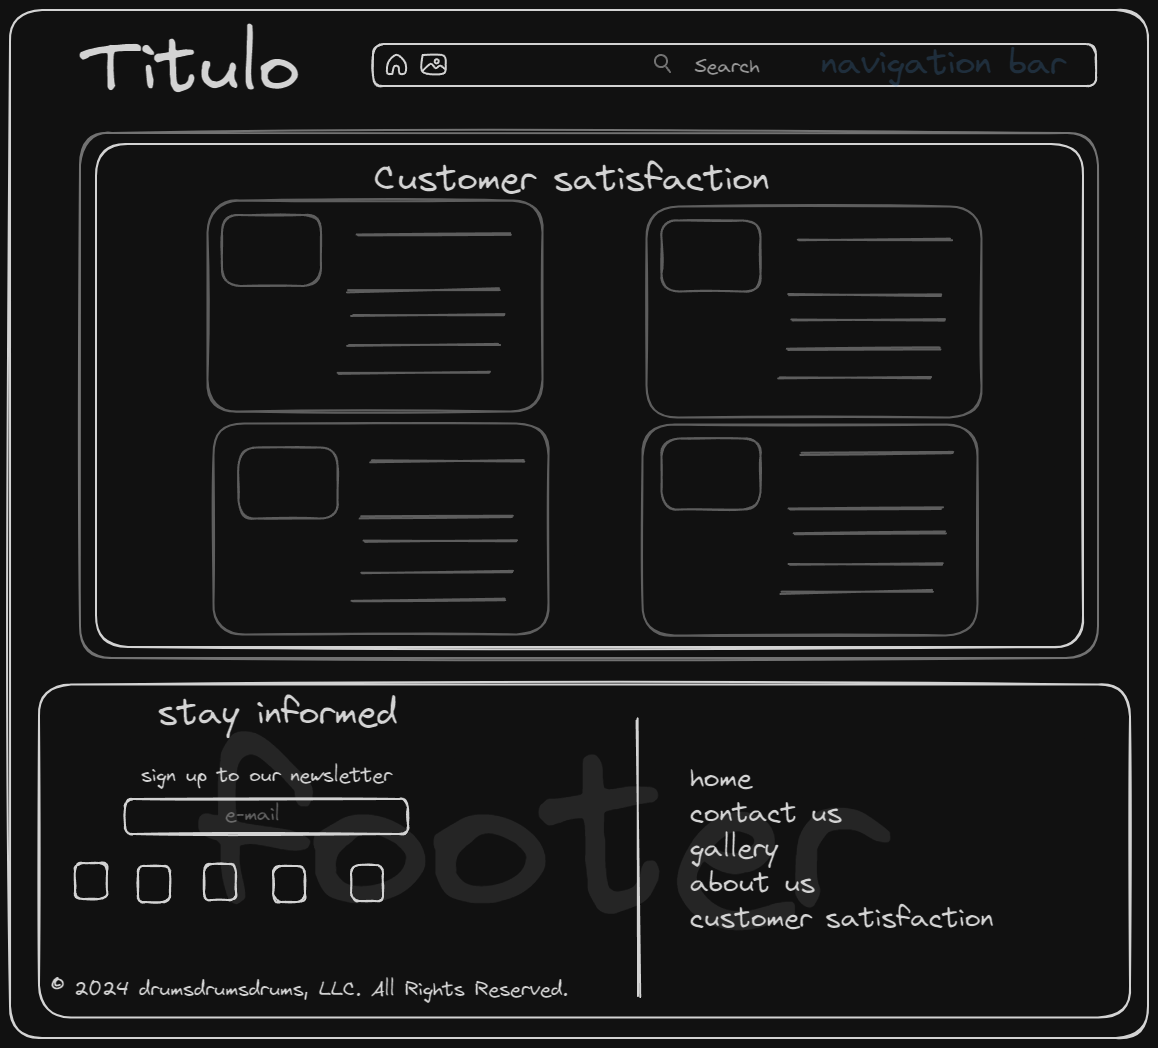 Titulo
Search
navigation bar
Customer satisfaction
stay informed
sign up to our newsletter
e-mail
footer
home
contact us
gallery
about us
customer satisfaction
© 2024 drumsdrumsdrums, LLC. All Rights Reserved.